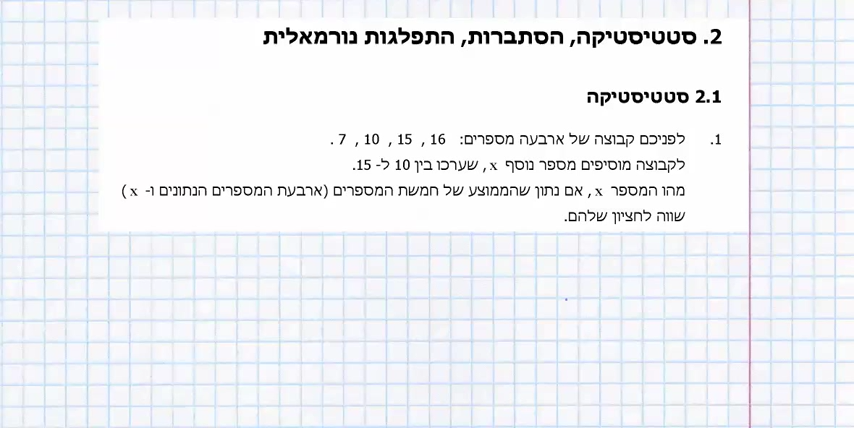 2. סטטיסטיקה, הסתברות, התפלגות נורמאלית
2.1 סטטיסטיקה
1. לפניכם קבוצה של ארבעה מספרים: 16 , 15 , 10 , 7 .
לקבוצה מוסיפים מספר נוסף x , שערכו בין 10 ל- 15.
מהו המספר x , אם נתון שהממוצע של חמשת המספרים (ארבעת המספרים הנתונים ו- x )
שווה לחציון שלהם.